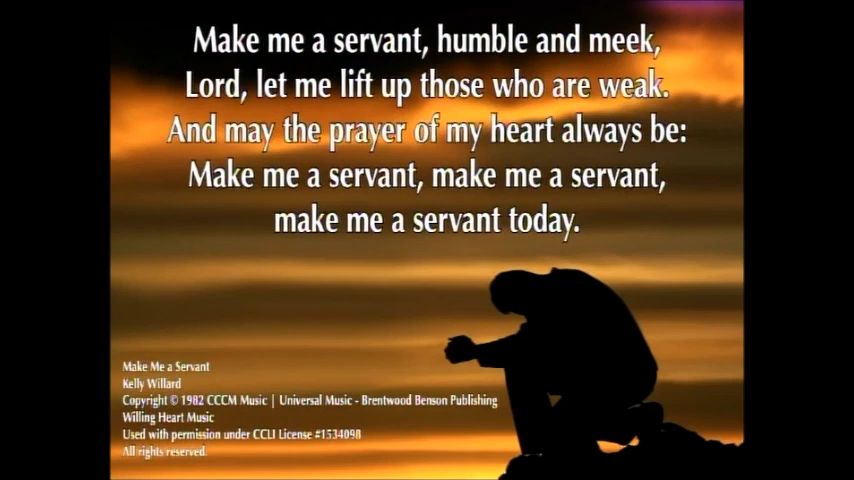 Make me a servant, humble and meek,
Lord, let me lift up those who are weak.
And may the prayer of my heart always be:
Make me a servant, make me a servant,
make me a servant today.
Make Me a Servant
Kelly Willard
Copyright © 1982 CCCM Music | Universal Music - Brentwood Benson Publishing
Willing Heart Music
Used with permission under CCLI License #1534098
All rights reserved.